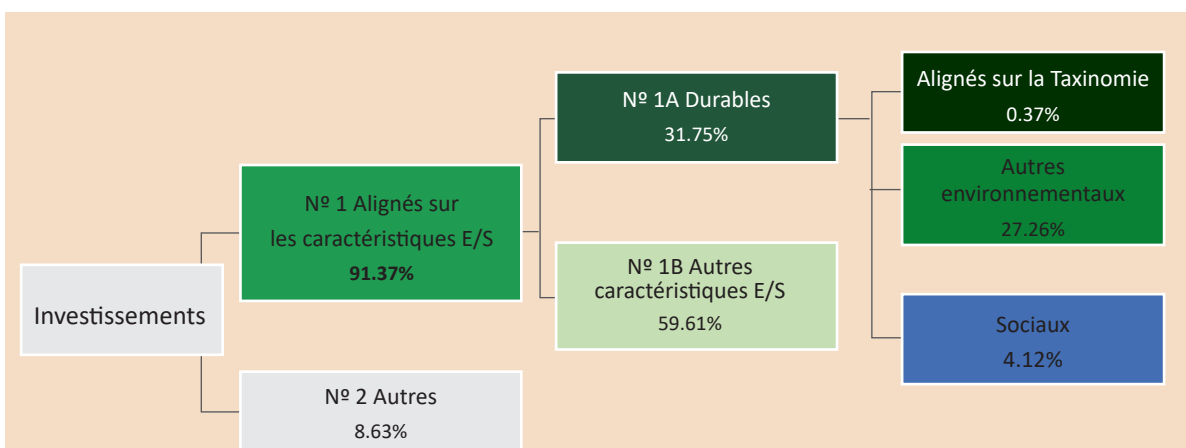 Investissements
Nº 1 Alignés sur
les caractéristiques E/S
91.37%
Nº 2 Autres
8.63%
Nº 1A Durables
31.75%
Nº 1B Autres
caractéristiques E/S
59.61%
Alignés sur la Taxinomie
0.37%
Autres
environnementaux
27.26%
Sociaux
4.12%